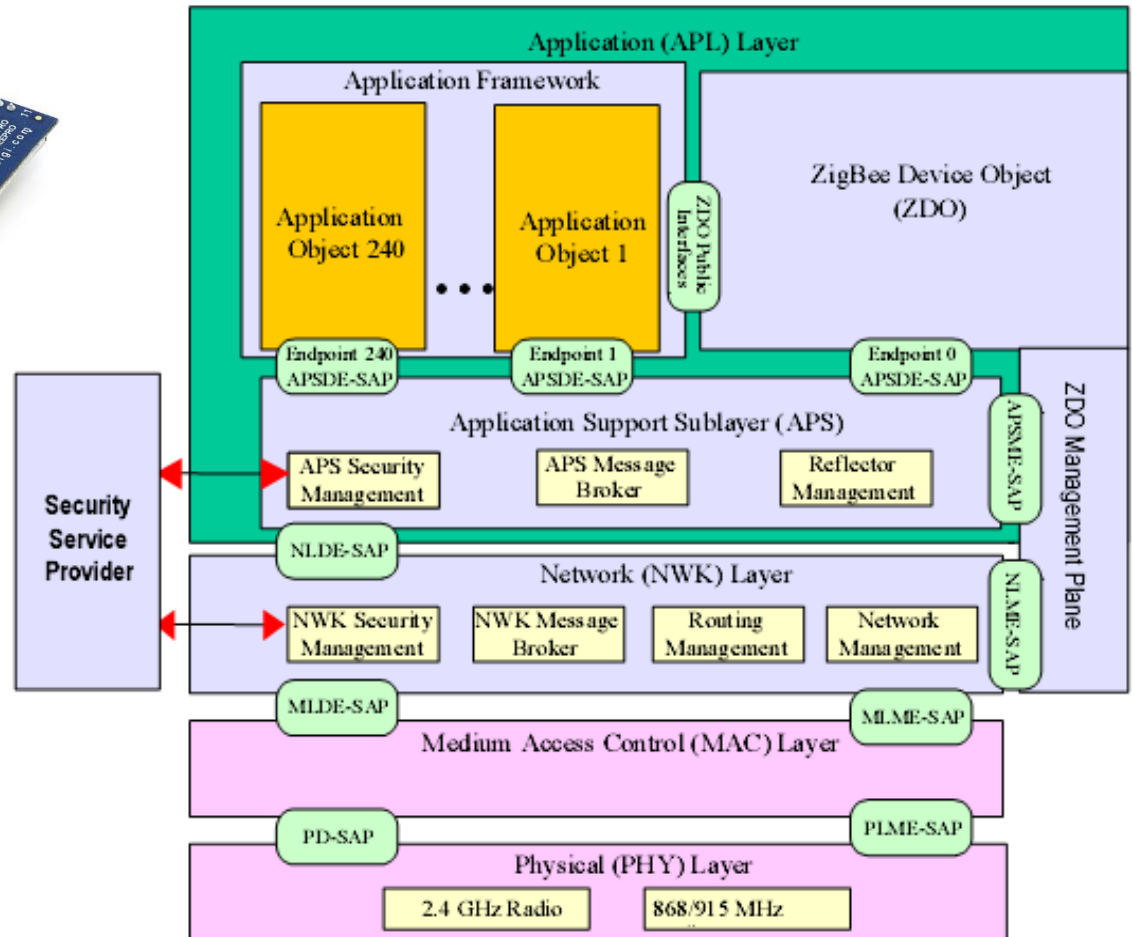 Application (APL) Layer
Application Framework
ZigBee Device Object
(ZDO)
Application
Object 240
Application
Object 1
ZDO Public
Interfaces
Endpoint 240
APSDE-SAP
Endpoint 1
APSDE-SAP
Endpoint 0
APSDE-SAP
Application Support Sublayer (APS)
APS Security
Management
APS Message
Broker
Reflector
Management
APSME-SAP
ZDO Management Plane
Security
Service
Provider
NLDE-SAP
Network (NWK) Layer
NWK Security
Management
NWK Message
Broker
Routing
Management
Network
Management
NLME-SAP
MLDE-SAP
MLME-SAP
Medium Access Control (MAC) Layer
PD-SAP
PLME-SAP
Physical (PHY) Layer
2.4 GHz Radio
868/915 MHz